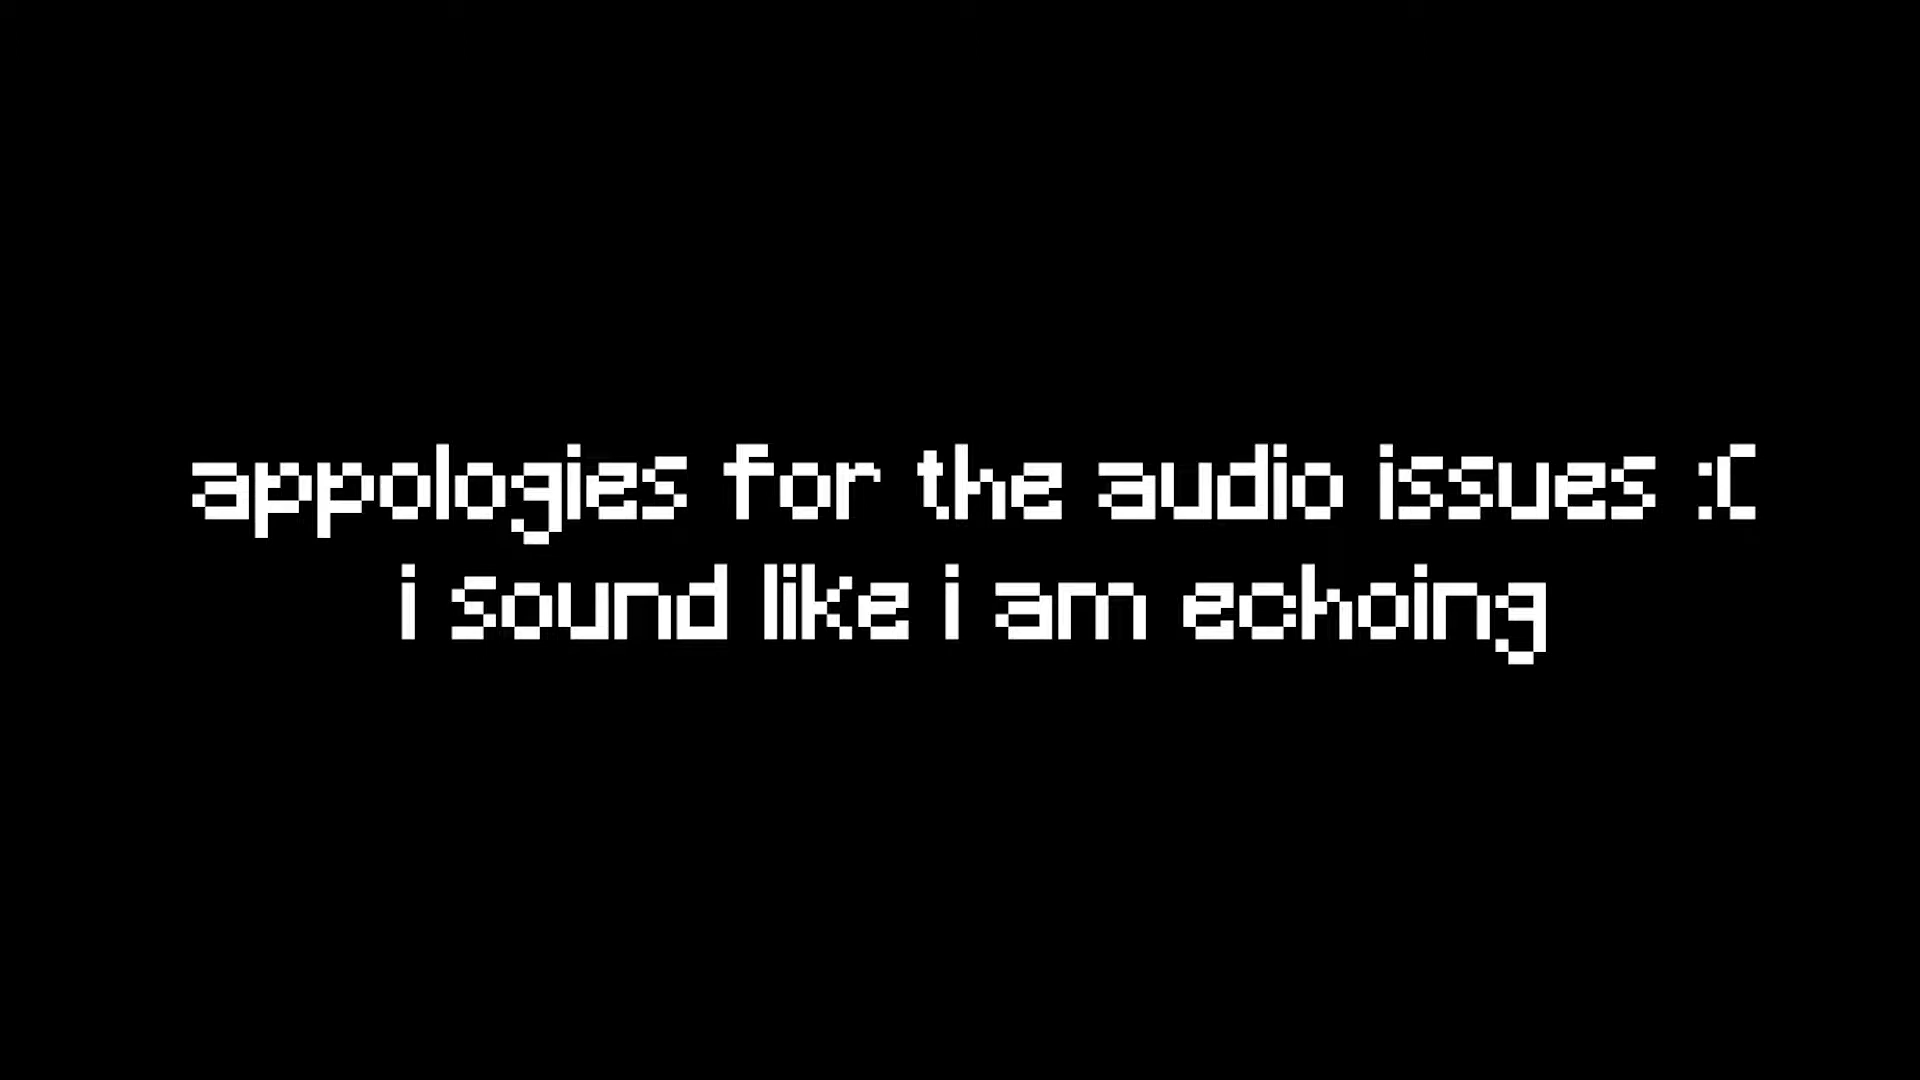 appologies for the audio issues :(
i sound like i am echoing